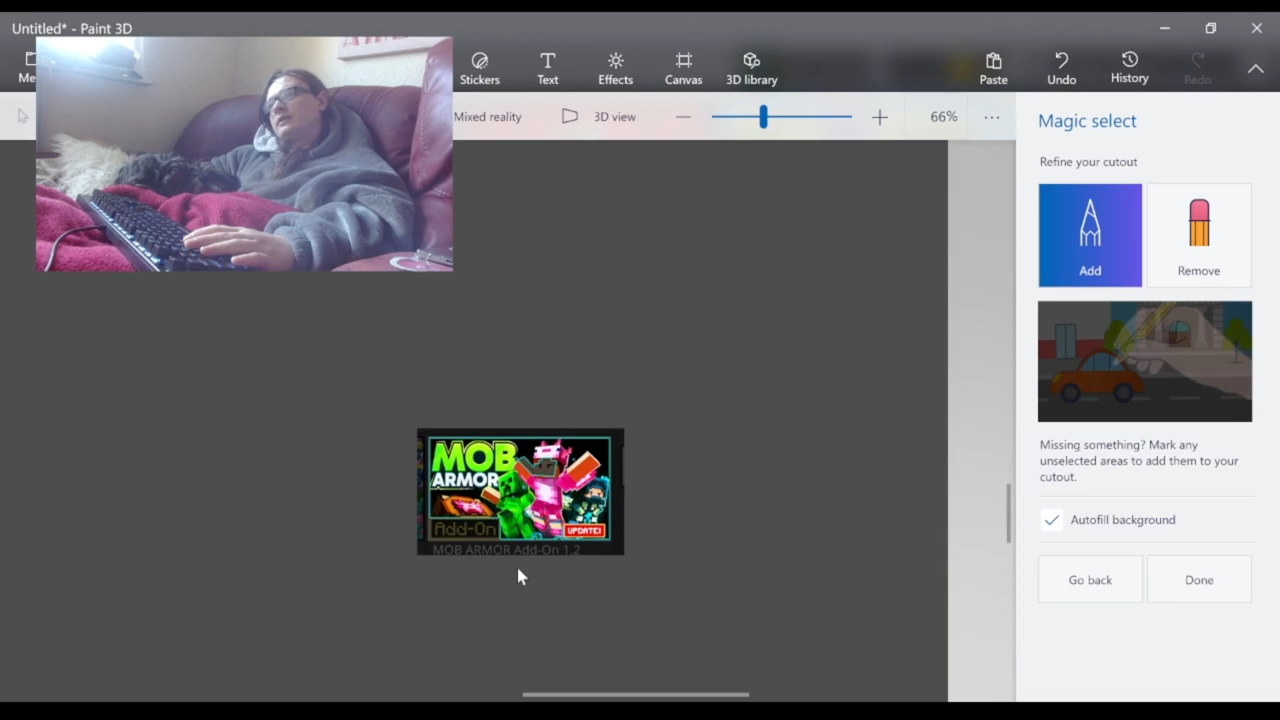 Untitled* - Paint 3D
Stickers
Text
Effects
Canvas
3D library
Paste
Undo
History
Redo
Mixed reality
3D view
66%
Magic select
Refine your cutout
Add
Remove
Missing something? Mark any
unselected areas to add them to your
cutout.
Autofill background
Go back
Done
MOB
ARMOR
Add-On
UPDATE!
MOB ARMOR Add-On 1.2